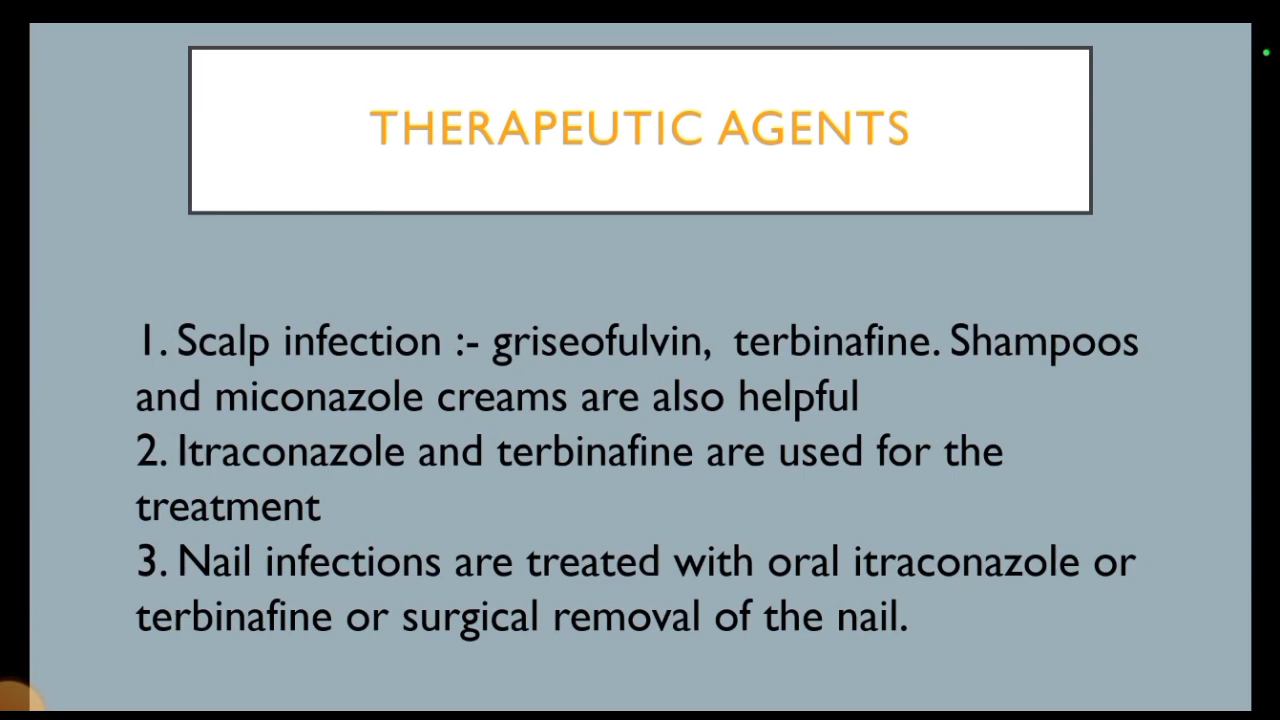 THERAPEUTIC AGENTS
1. Scalp infection :- griseofulvin, terbinafine. Shampoos
and miconazole creams are also helpful
2. Itraconazole and terbinafine are used for the
treatment
3. Nail infections are treated with oral itraconazole or
terbinafine or surgical removal of the nail.